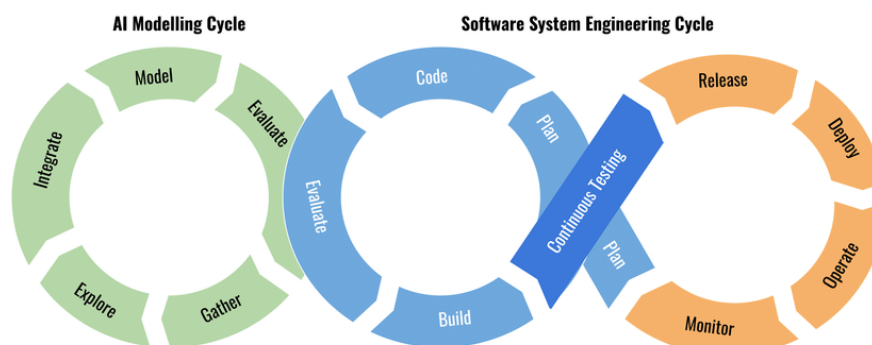 AI Modelling Cycle
Software System Engineering Cycle
Model
Evaluate
Integrate
Explore
Gather
Code
Plan
Evaluate
Build
Continuous Testing
Plan
Release
Deploy
Operate
Monitor